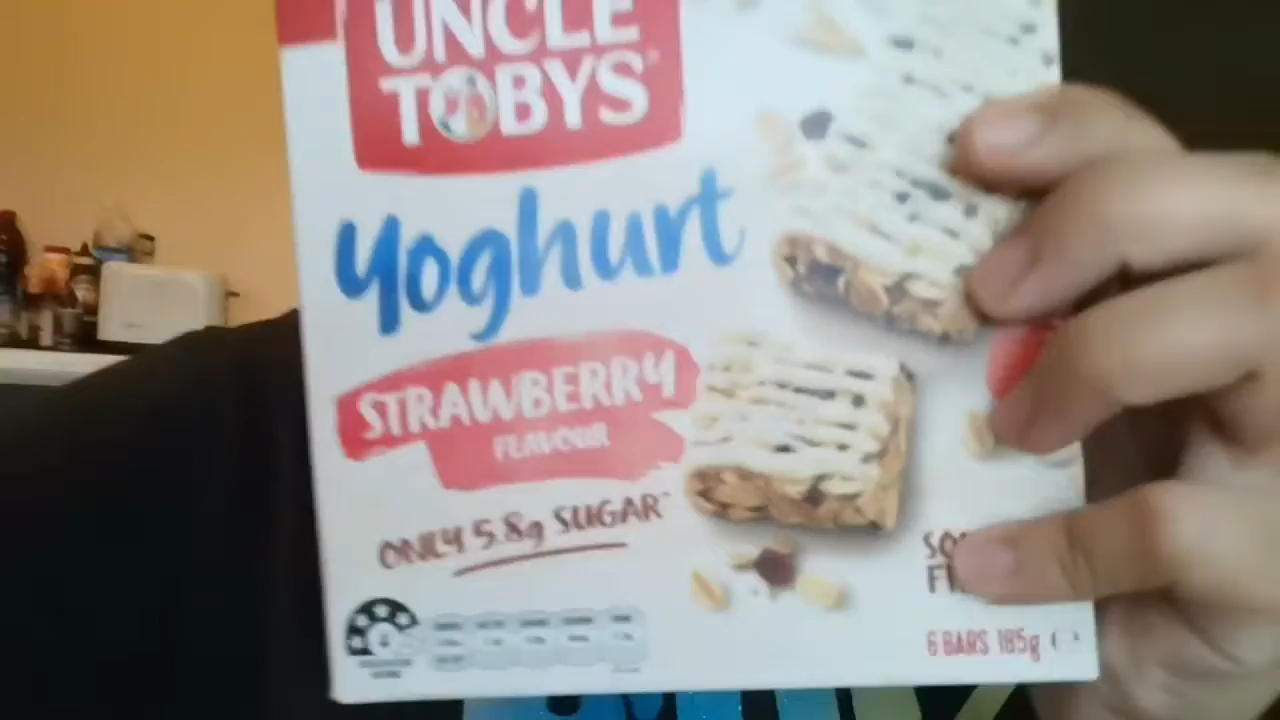 UNCLE
TOBYS
yoghurt
STRAWBERRY
FLAVOUR
ONLY 5.8g SUGAR
6 BARS 185g